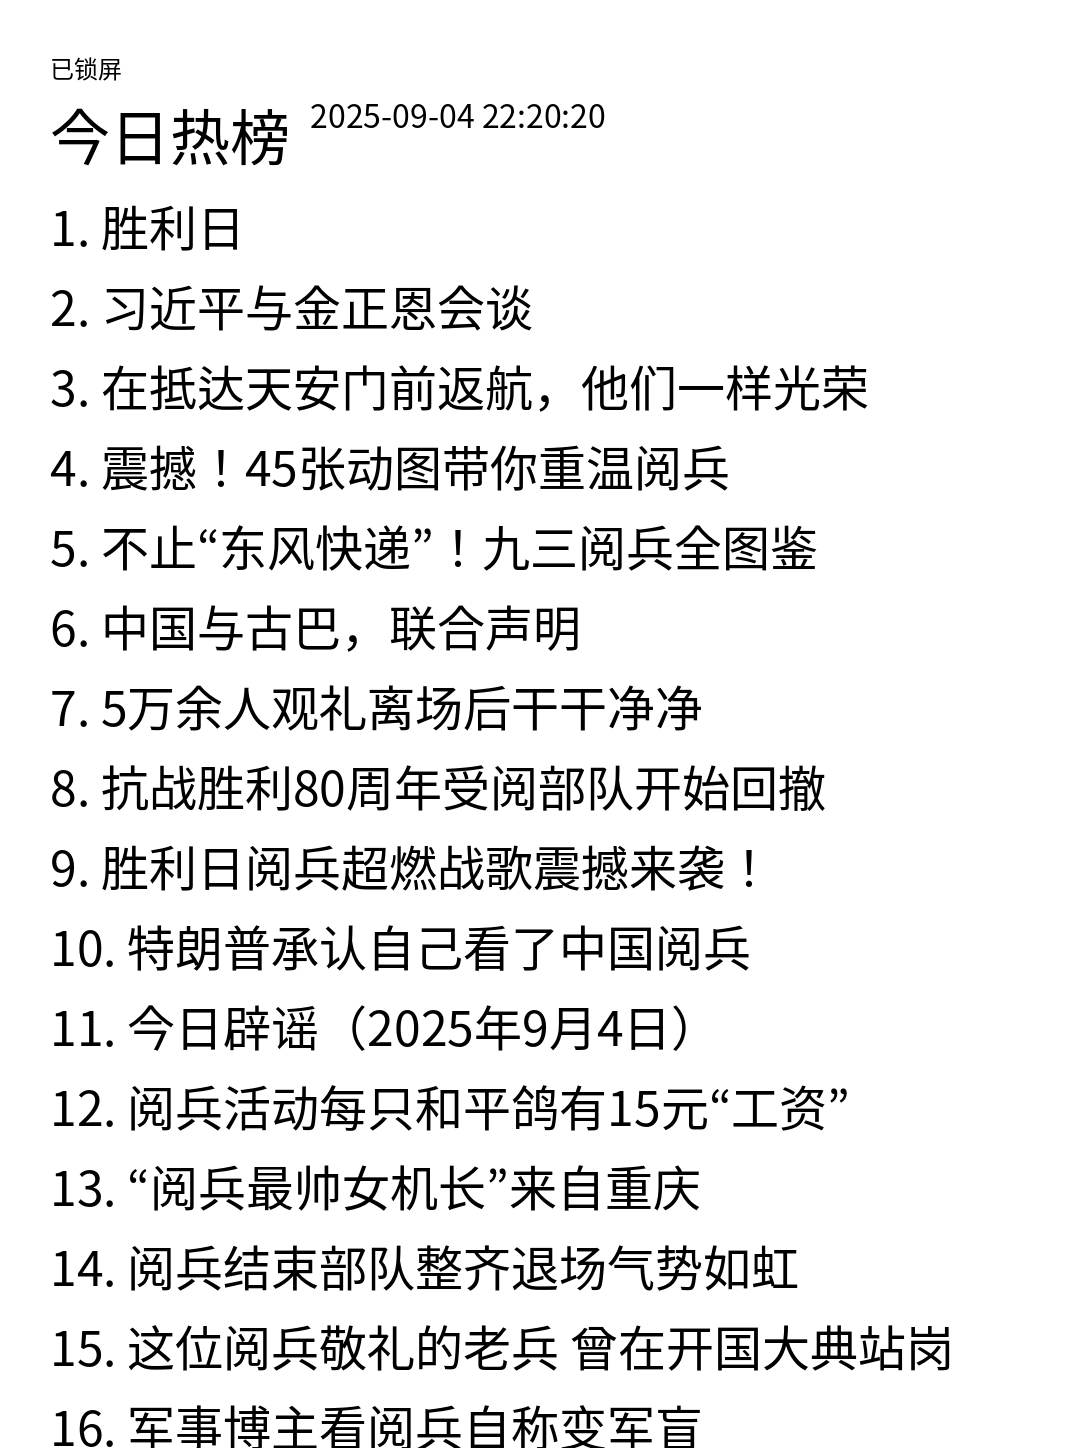 已锁屏
今日热榜 2025-09-04 22:20:20
1. 胜利日
2. 习近平与金正恩会谈
3. 在抵达天安门前返航，他们一样光荣
4. 震撼！45张动图带你重温阅兵
5. 不止“东风快递”！九三阅兵全图鉴
6. 中国与古巴，联合声明
7. 5万余人观礼离场后干干净净
8. 抗战胜利80周年受阅部队开始回撤
9. 胜利日阅兵超燃战歌震撼来袭！
10. 特朗普承认自己看了中国阅兵
11. 今日辟谣（2025年9月4日）
12. 阅兵活动每只和平鸽有15元“工资”
13. “阅兵最帅女机长”来自重庆
14. 阅兵结束部队整齐退场气势如虹
15. 这位阅兵敬礼的老兵 曾在开国大典站岗
16. 军事博主看阅兵自称变军盲